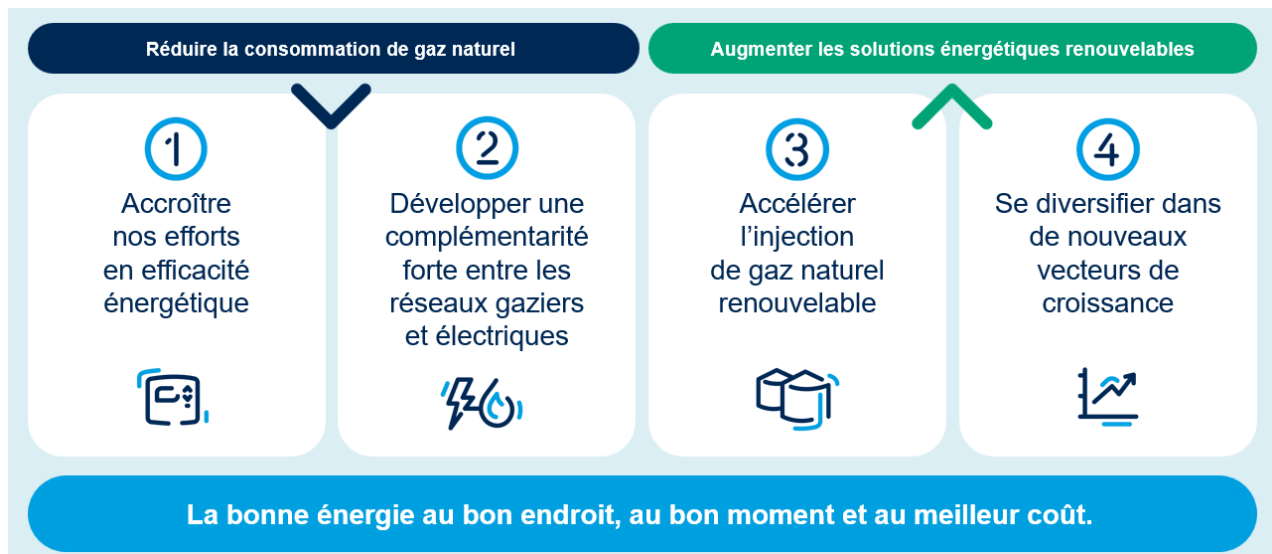 Réduire la consommation de gaz naturel
Augmenter les solutions énergétiques renouvelables
1
Accroître
nos efforts
en efficacité
énergétique
2
Développer une
complémentarité
forte entre les
réseaux gaziers
et électriques
3
Accélérer
l’injection
de gaz naturel
renouvelable
4
Se diversifier dans
de nouveaux
vecteurs de
croissance
La bonne énergie au bon endroit, au bon moment et au meilleur coût.